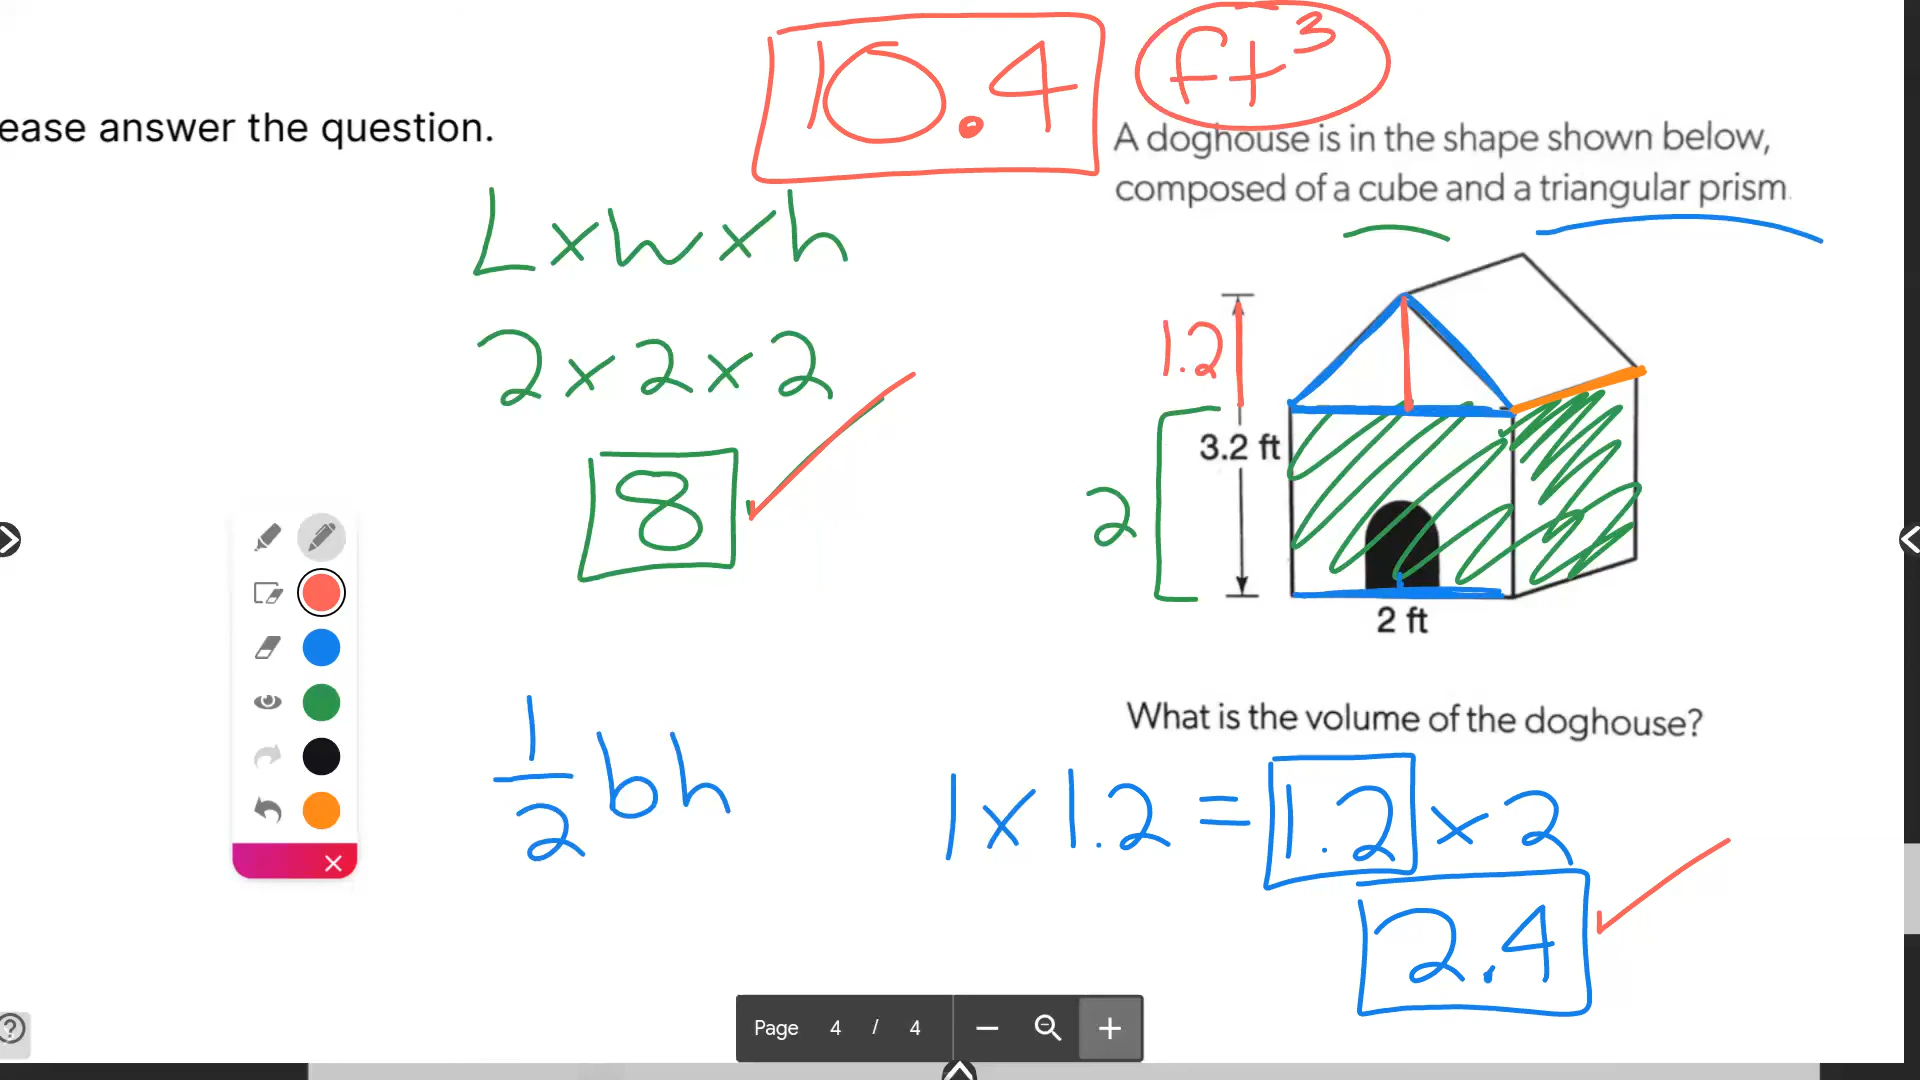 10.4 ft³
ease answer the question.
A doghouse is in the shape shown below,
composed of a cube and a triangular prism.
L x w x h
2 x 2 x 2
8
1.2
3.2 ft
2
2 ft
What is the volume of the doghouse?
1/2 bh
1 x 1.2 = 1.2 x 2
2.4
Page 4 / 4